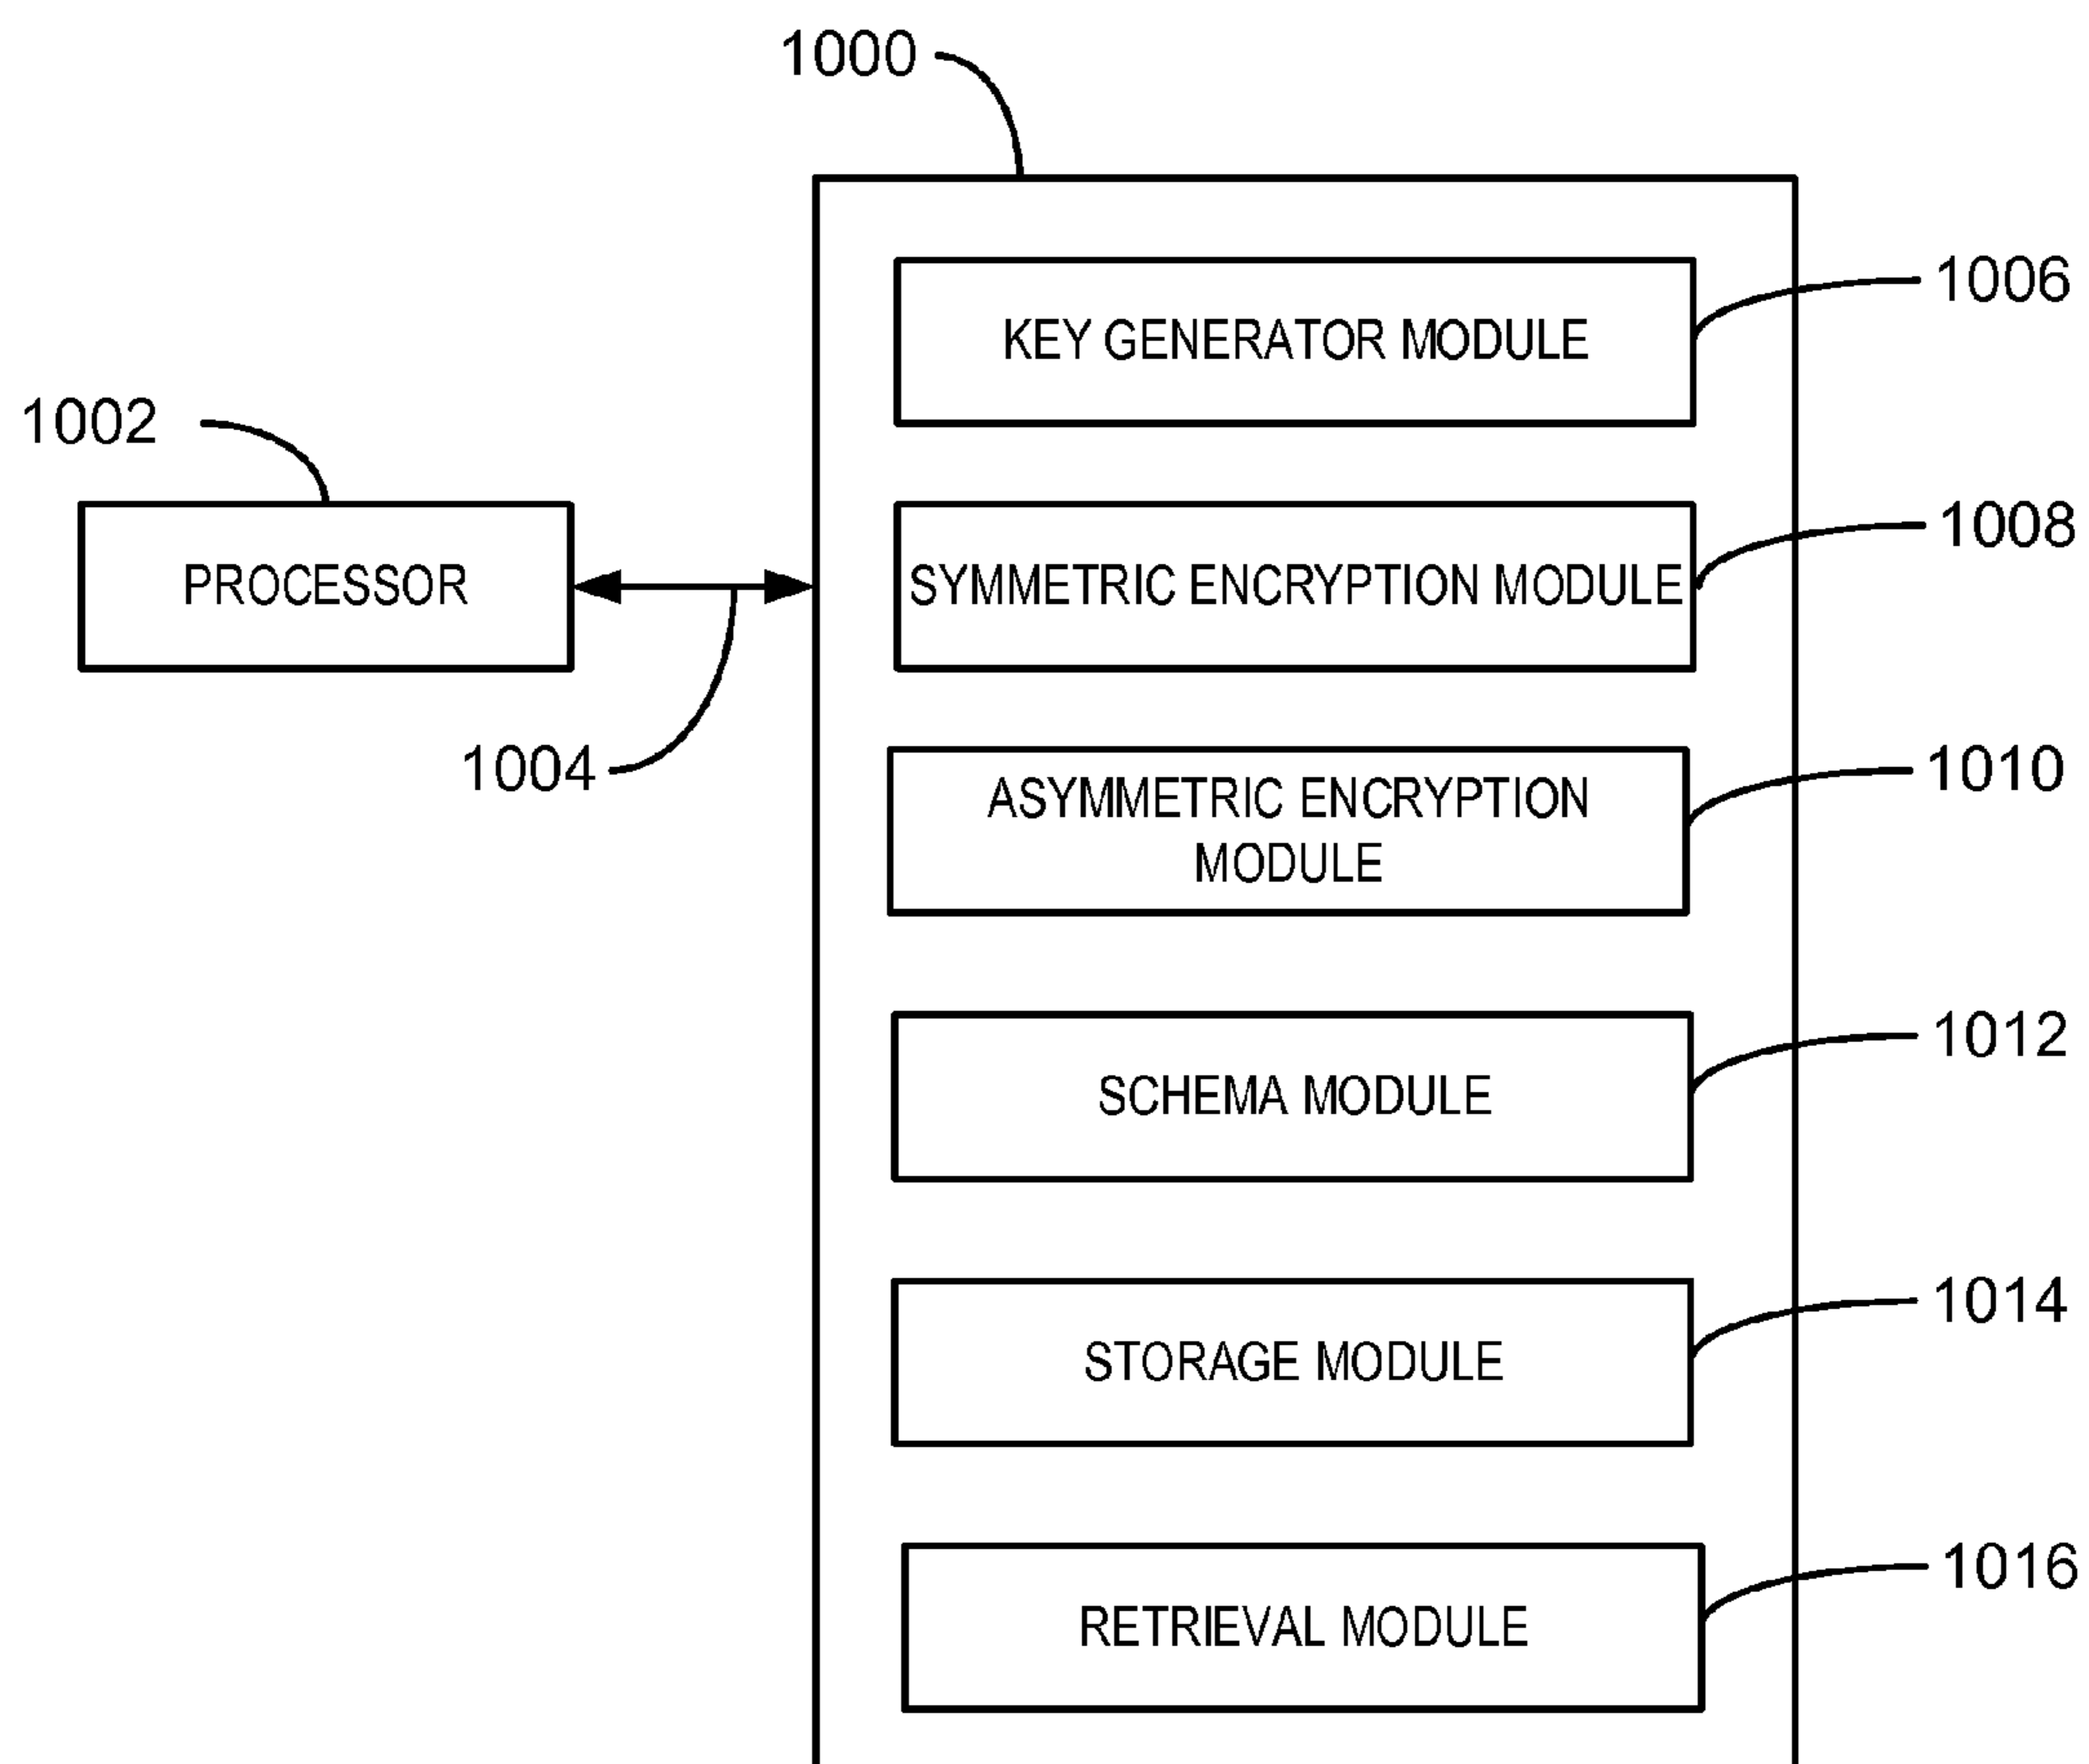 1000
KEY GENERATOR MODULE
1006
1002
PROCESSOR
SYMMETRIC ENCRYPTION MODULE
1008
1004
ASYMMETRIC ENCRYPTION
MODULE
1010
SCHEMA MODULE
1012
STORAGE MODULE
1014
RETRIEVAL MODULE
1016